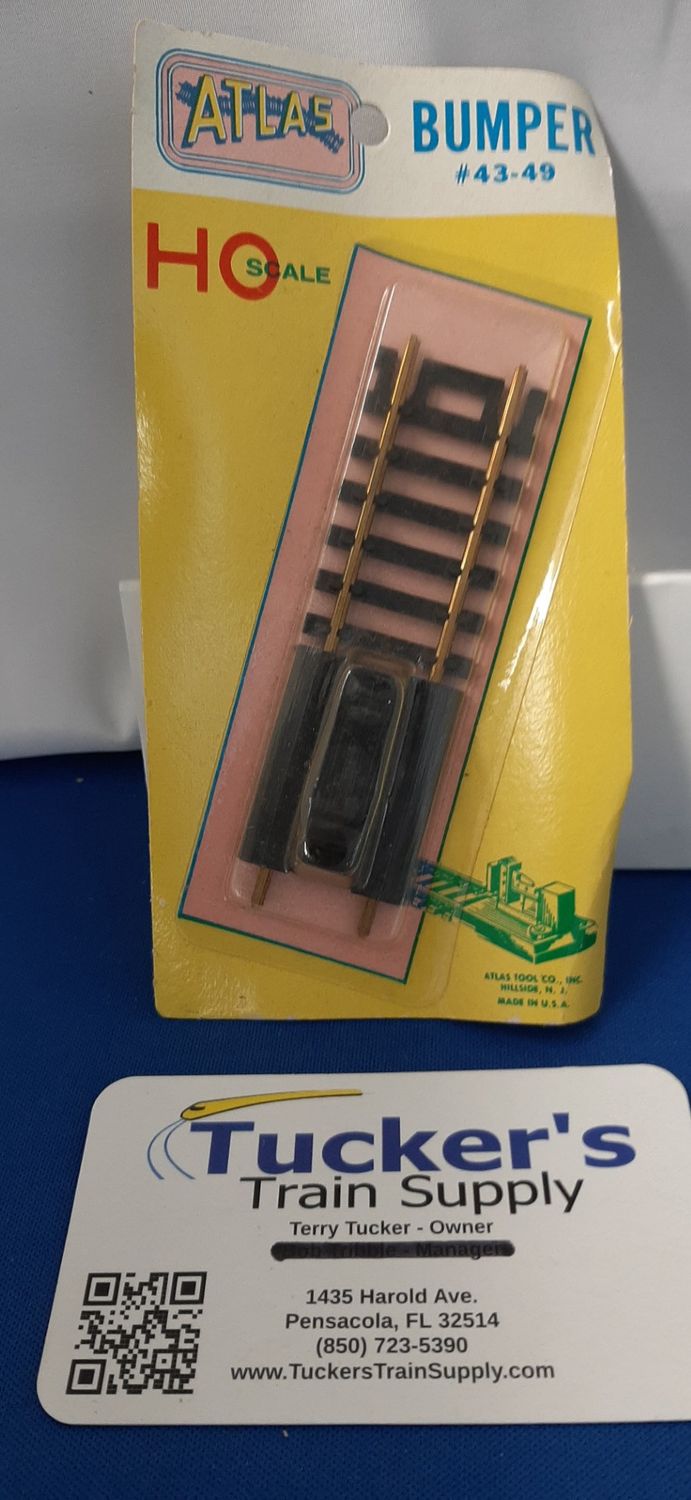 ATLAS
BUMPER
#43-49
HO SCALE
ATLAS TOOL CO., INC.
HILLSIDE, N. J.
MADE IN U.S.A.
Tucker's
Train Supply
Terry Tucker - Owner
- Manager
1435 Harold Ave.
Pensacola, FL 32514
(850) 723-5390
www.TuckersTrainSupply.com